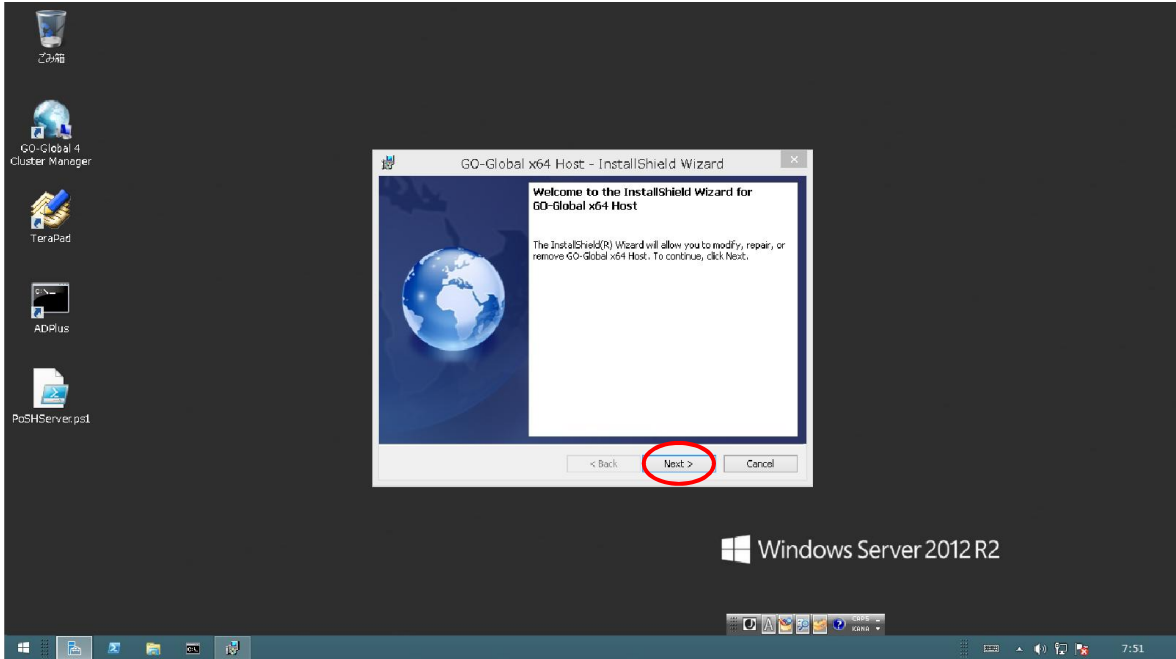 ごみ箱
GO-Global 4
Cluster Manager
TeraPad
ADPlus
PoSHServer.ps1
GO-Global x64 Host - InstallShield Wizard
Welcome to the InstallShield Wizard for
GO-Global x64 Host
The InstallShield(R) Wizard will allow you to modify, repair, or
remove GO-Global x64 Host. To continue, click Next.
< Back
Next >
Cancel
Windows Server 2012 R2
A
CAPS
KANA
7:51